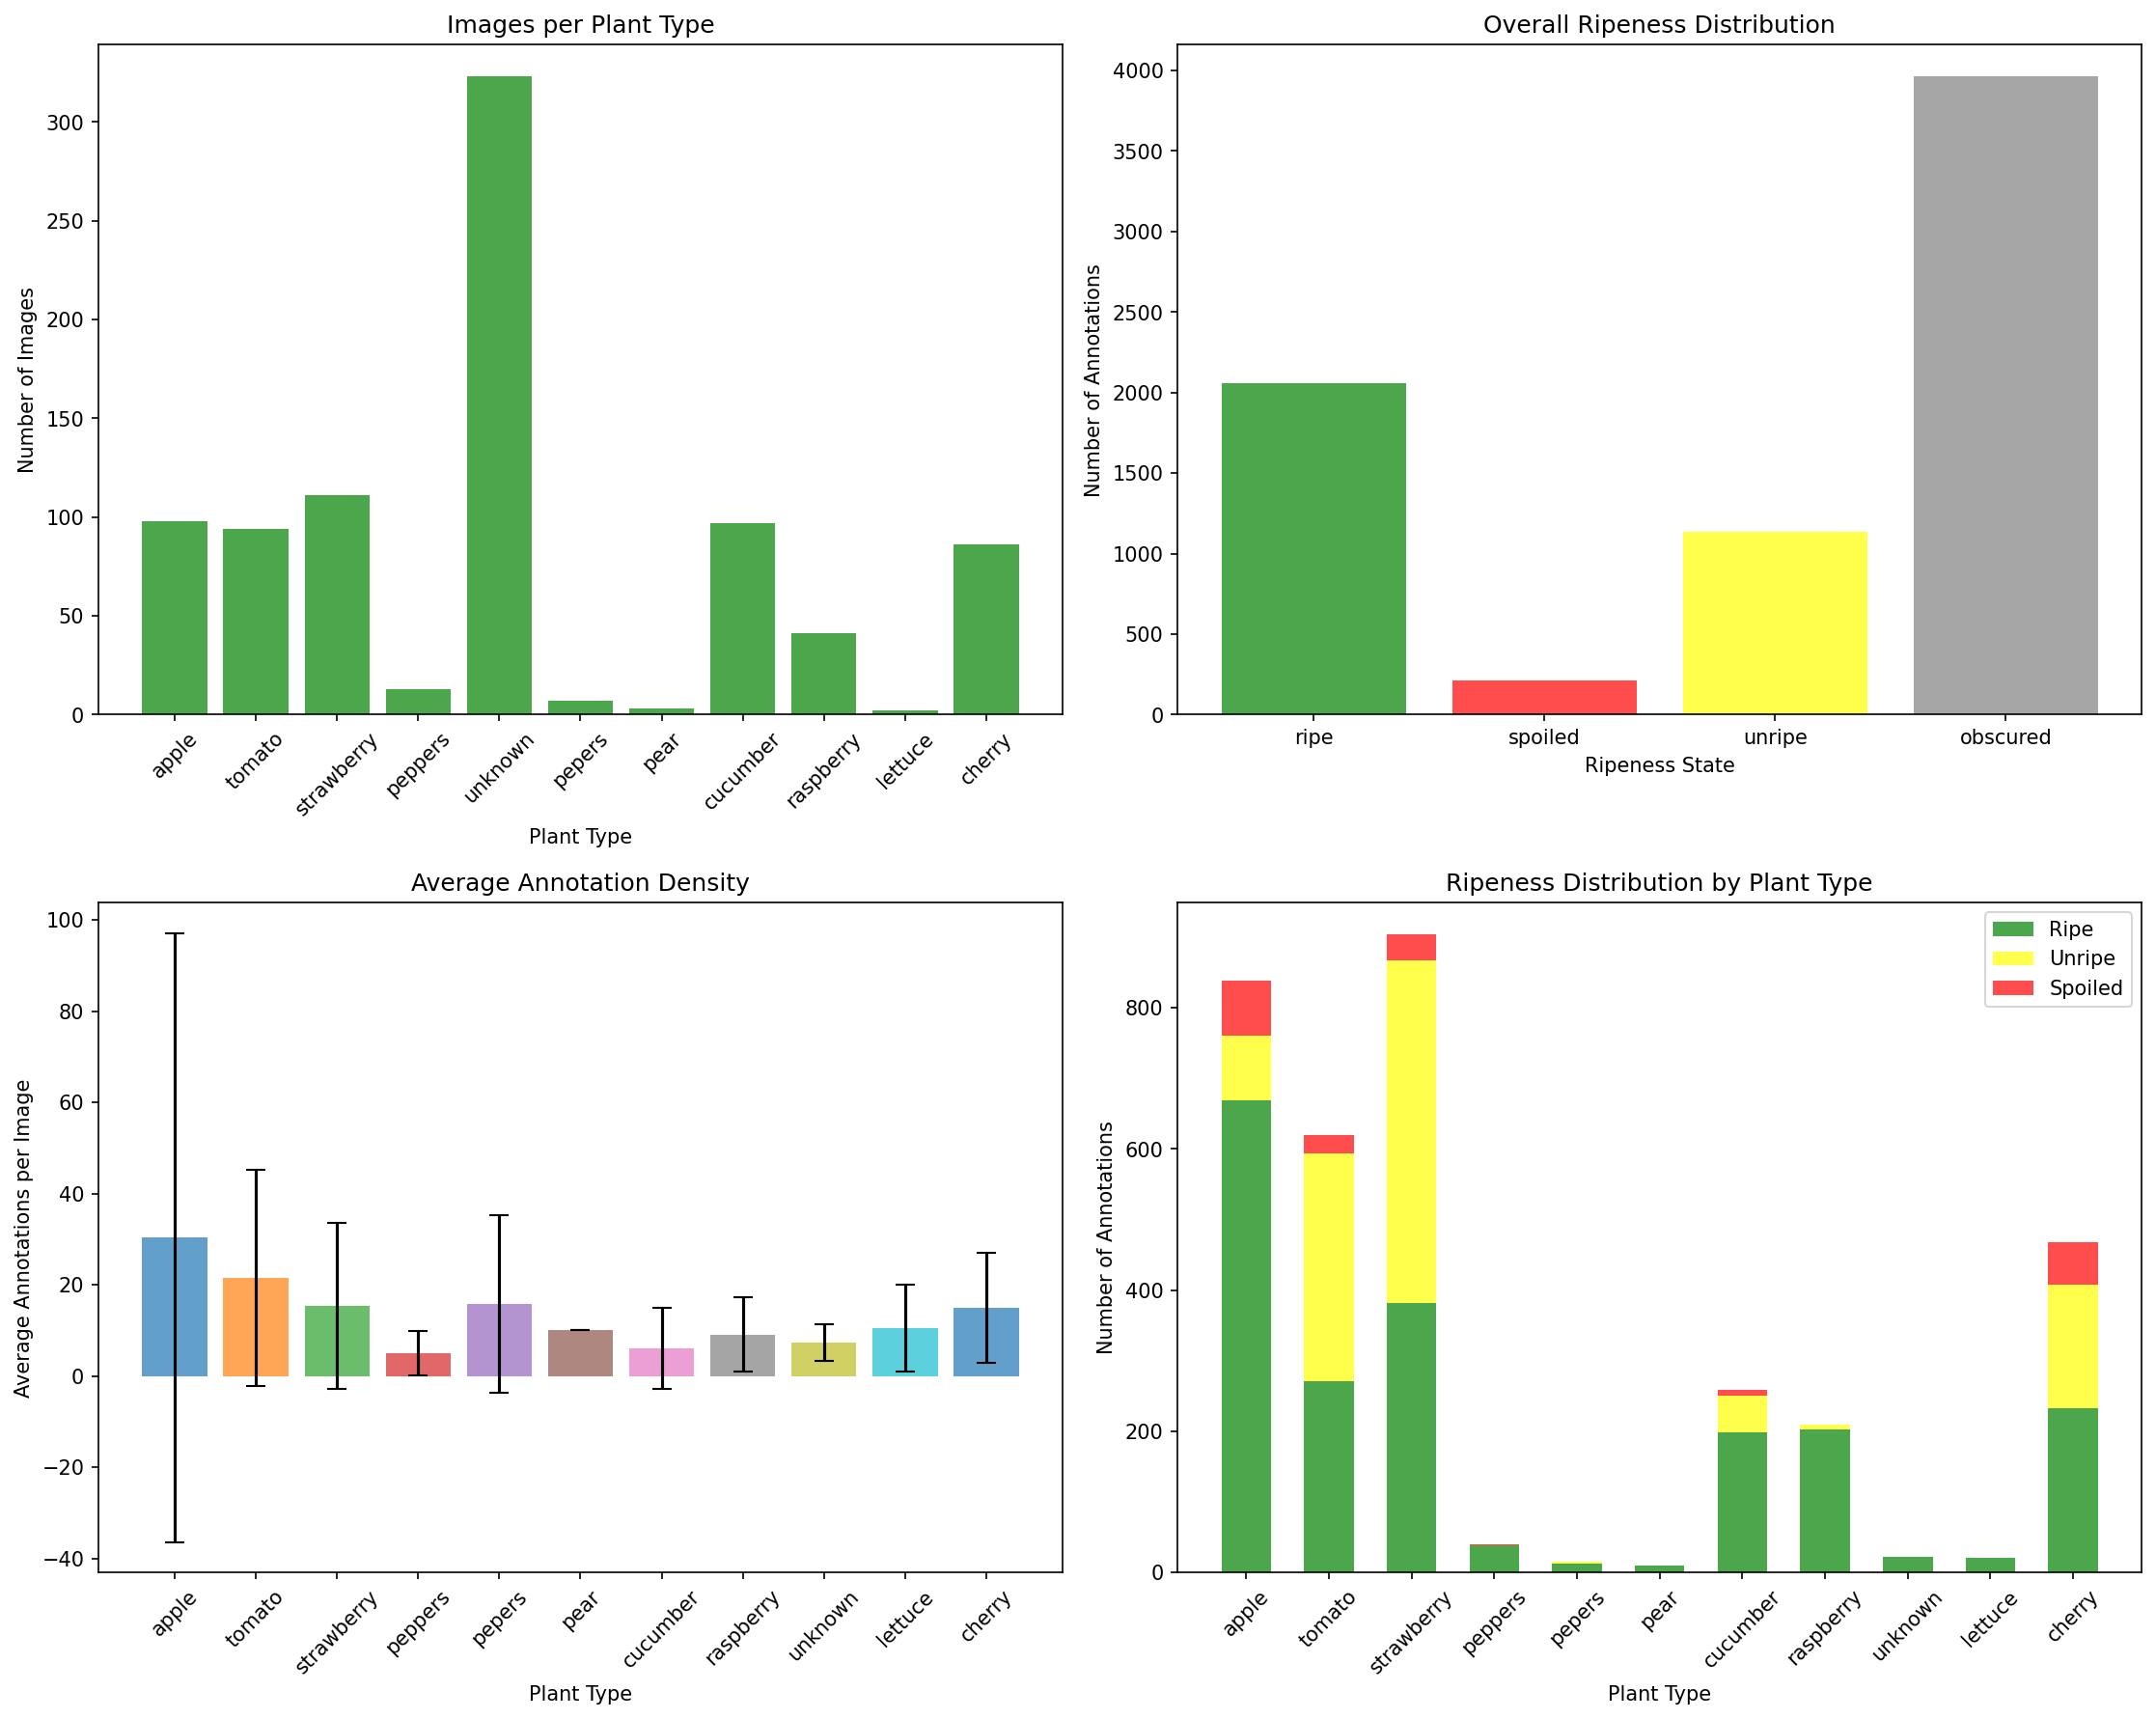 Images per Plant Type
Number of Images
300
250
200
150
100
50
0
apple
tomato
strawberry
peppers
unknown
pepers
pear
cucumber
raspberry
lettuce
cherry
Plant Type
Overall Ripeness Distribution
Number of Annotations
4000
3500
3000
2500
2000
1500
1000
500
0
ripe
spoiled
unripe
obscured
Ripeness State
Average Annotation Density
Average Annotations per Image
100
80
60
40
20
0
−20
−40
apple
tomato
strawberry
peppers
pepers
pear
cucumber
raspberry
unknown
lettuce
cherry
Plant Type
Ripeness Distribution by Plant Type
Ripe
Unripe
Spoiled
Number of Annotations
800
600
400
200
0
apple
tomato
strawberry
peppers
pepers
pear
cucumber
raspberry
unknown
lettuce
cherry
Plant Type